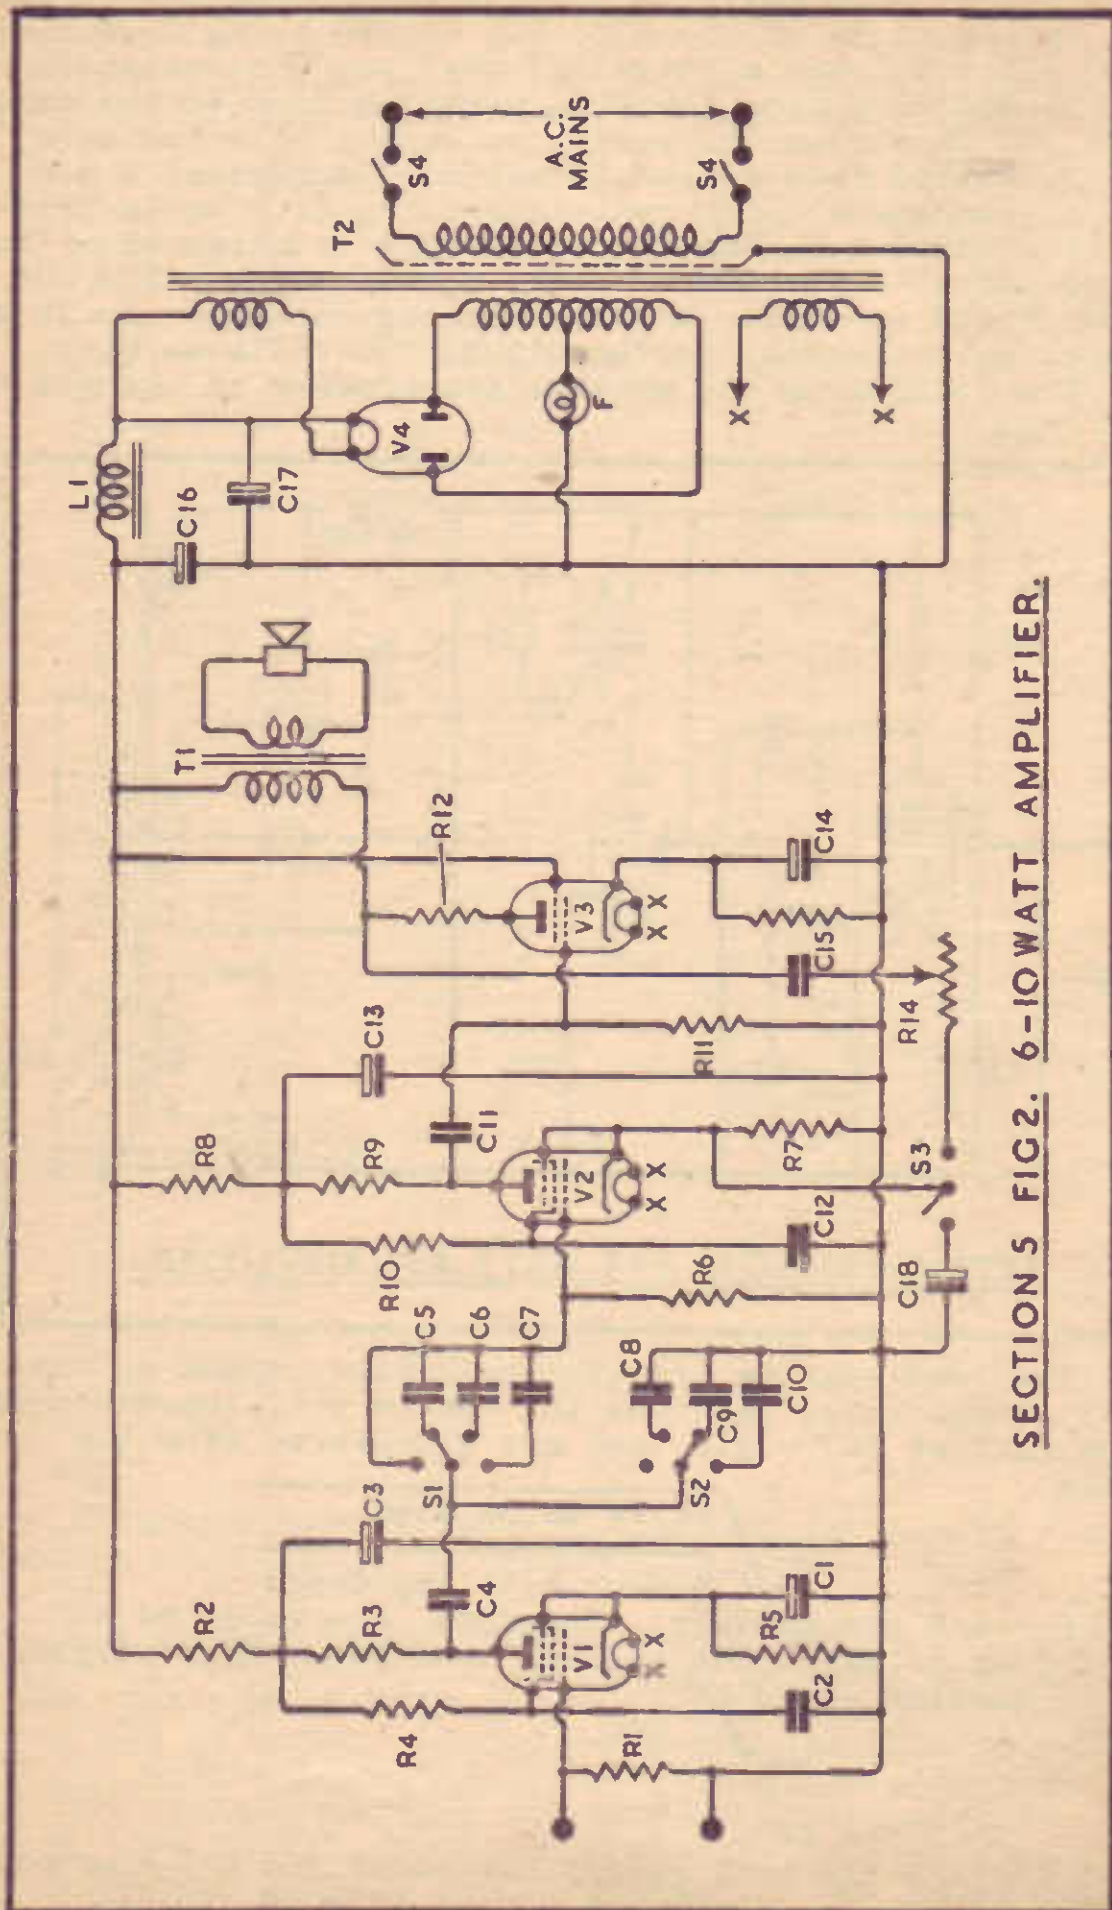 R2
R3
R4
C3
C4
V1
X
X
R1
C2
R5
C1
S1
S2
C5
C6
C7
C8
C9
C10
R8
R9
R10
C13
C11
V2
X
X
R6
C12
R7
C18
S3
R11
R14
T1
R12
V3
X
X
C15
C14
L1
C16
C17
V4
F
X
X
T2
S4
S4
A.C.
MAINS
SECTION 5 FIG 2. 6-10WATT AMPLIFIER.